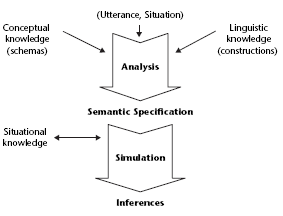 (Utterance, Situation)
Conceptual
knowledge
(schemas)
Linguistic
knowledge
(constructions)
Analysis
Semantic Specification
Situational
knowledge
Simulation
Inferences